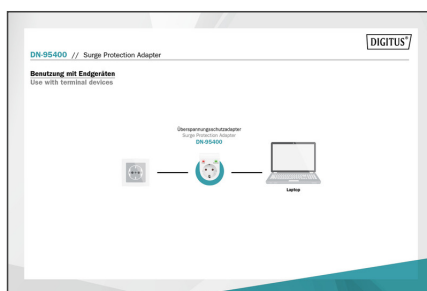 DIGITUS®
DN-95400 // Surge Protection Adapter
Benutzung mit Endgeräten
Use with terminal devices
Überspannungsschutzadapter
Surge Protection Adapter
DN-95400
Laptop